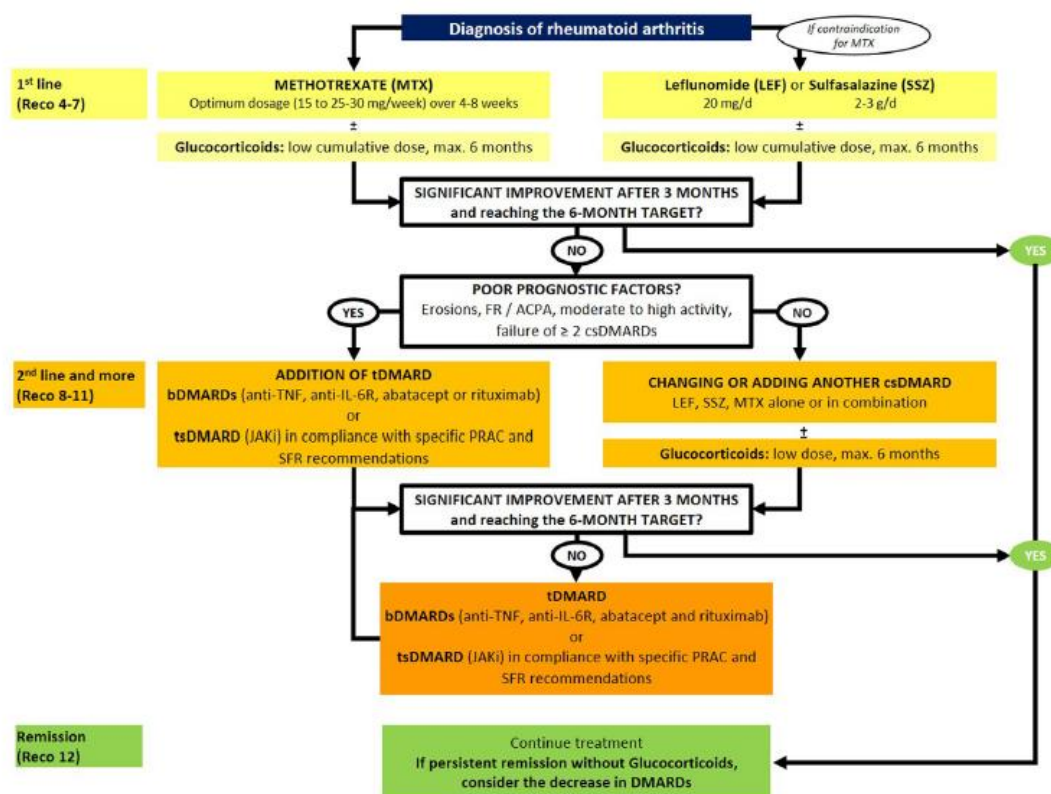 Diagnosis of rheumatoid arthritis
If contraindication
for MTX
1st line
(Reco 4-7)
METHOTREXATE (MTX)
Optimum dosage (15 to 25-30 mg/week) over 4-8 weeks
±
Glucocorticoids: low cumulative dose, max. 6 months
Leflunomide (LEF) or Sulfasalazine (SSZ)
20 mg/d 2-3 g/d
±
Glucocorticoids: low cumulative dose, max. 6 months
SIGNIFICANT IMPROVEMENT AFTER 3 MONTHS
and reaching the 6-MONTH TARGET?
NO
YES
POOR PROGNOSTIC FACTORS?
Erosions, FR / ACPA, moderate to high activity,
failure of ≥ 2 csDMARDs
YES
NO
2nd line and more
(Reco 8-11)
ADDITION OF tDMARD
bDMARDs (anti-TNF, anti-IL-6R, abatacept or rituximab)
or
tsDMARD (JAKi) in compliance with specific PRAC and
SFR recommendations
CHANGING OR ADDING ANOTHER csDMARD
LEF, SSZ, MTX alone or in combination
±
Glucocorticoids: low dose, max. 6 months
SIGNIFICANT IMPROVEMENT AFTER 3 MONTHS
and reaching the 6-MONTH TARGET?
NO
YES
tDMARD
bDMARDs (anti-TNF, anti-IL-6R, abatacept and rituximab)
or
tsDMARD (JAKi) in compliance with specific PRAC and
SFR recommendations
Remission
(Reco 12)
Continue treatment
If persistent remission without Glucocorticoids,
consider the decrease in DMARDs